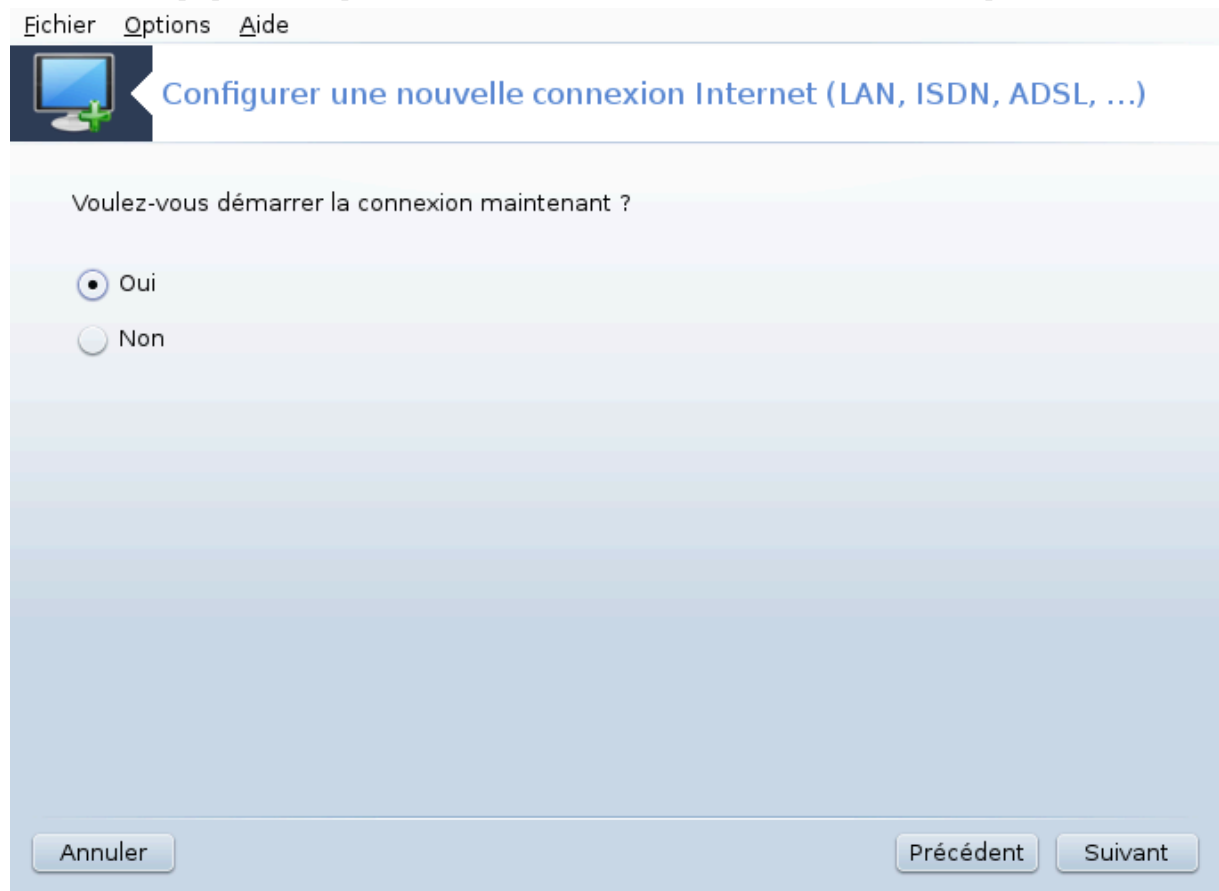 Fichier Options Aide
Configurer une nouvelle connexion Internet (LAN, ISDN, ADSL, ...)
Voulez-vous démarrer la connexion maintenant ?
Oui
Non
Annuler Précédent Suivant